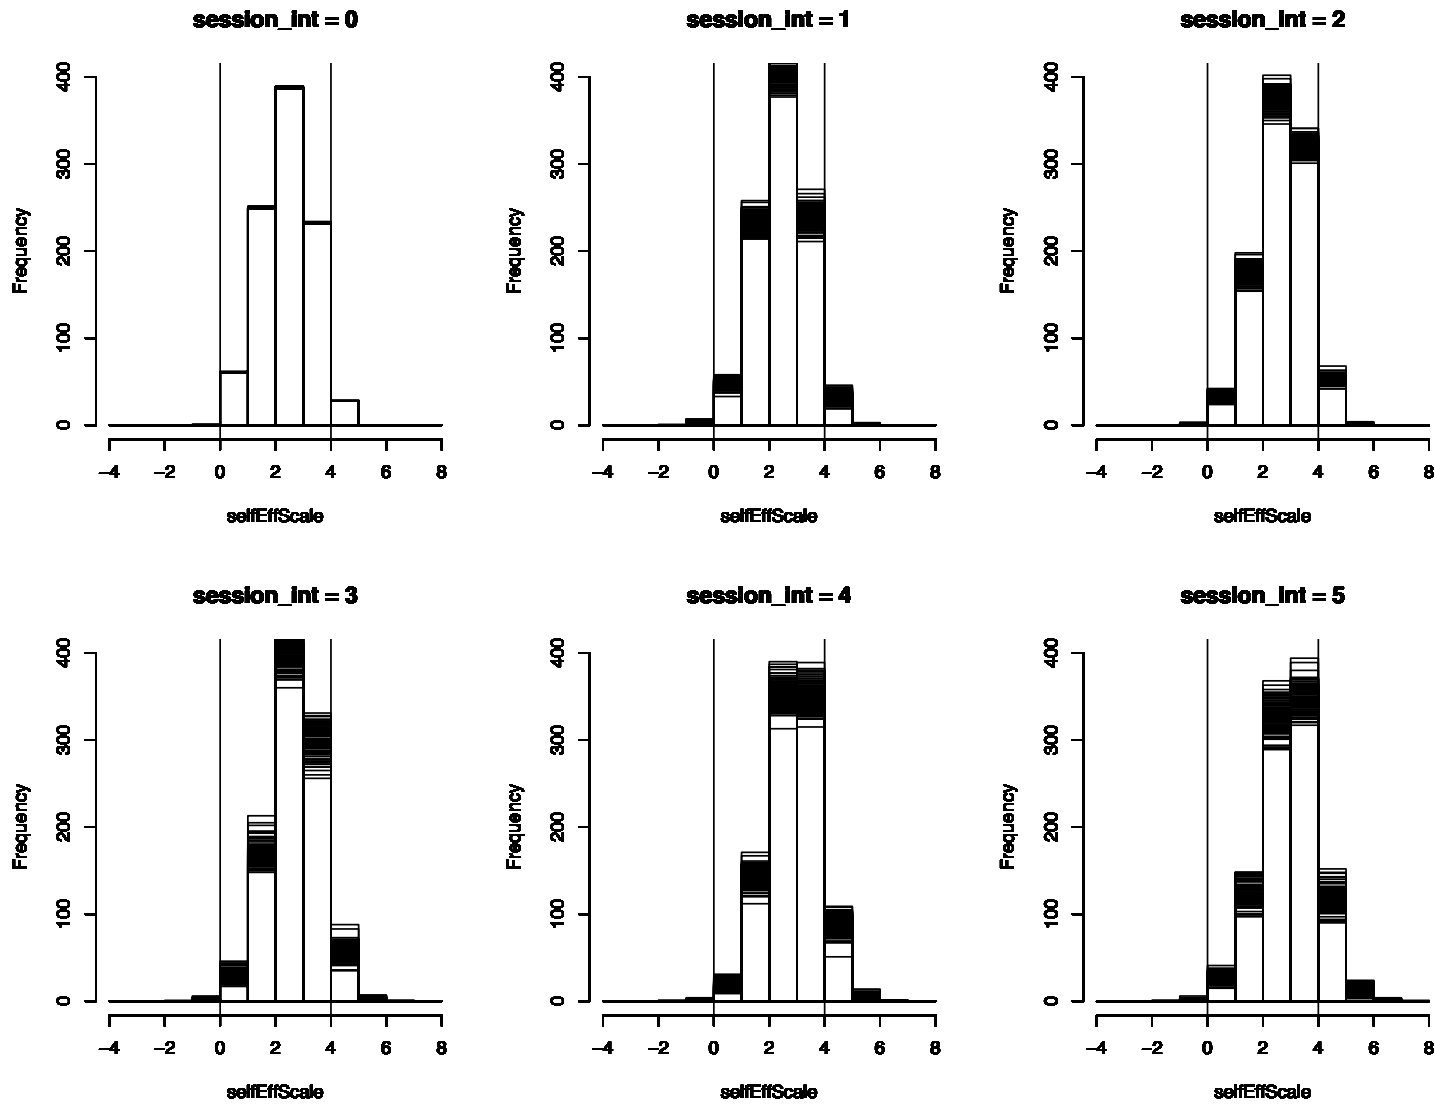 session_int = 0
400
300
200
100
0
Frequency
−4 −2 0 2 4 6 8
selfEffScale
session_int = 1
400
300
200
100
0
Frequency
−4 −2 0 2 4 6 8
selfEffScale
session_int = 2
400
300
200
100
0
Frequency
−4 −2 0 2 4 6 8
selfEffScale
session_int = 3
400
300
200
100
0
Frequency
−4 −2 0 2 4 6 8
selfEffScale
session_int = 4
400
300
200
100
0
Frequency
−4 −2 0 2 4 6 8
selfEffScale
session_int = 5
400
300
200
100
0
Frequency
−4 −2 0 2 4 6 8
selfEffScale